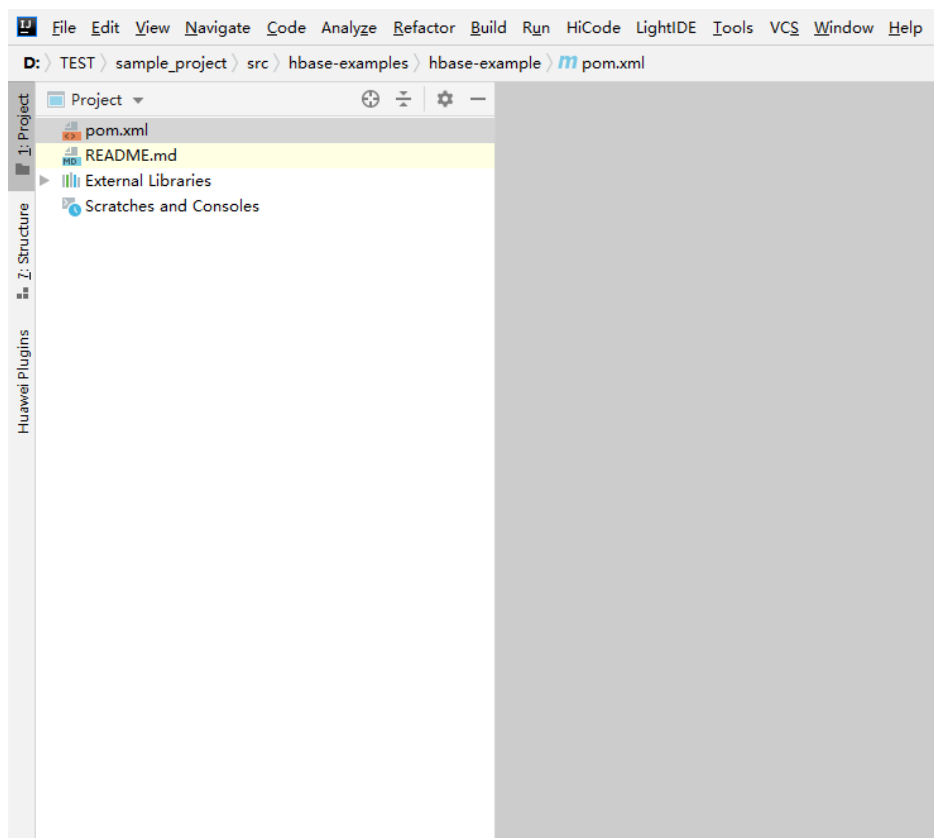 IJ File Edit View Navigate Code Analyze Refactor Build Run HiCode LightIDE Tools VCS Window Help
D: 〉 TEST 〉 sample_project 〉 src 〉 hbase-examples 〉 hbase-example 〉 m pom.xml
1: Project
Project
pom.xml
MD README.md
External Libraries
Scratches and Consoles
7: Structure
Huawei Plugins